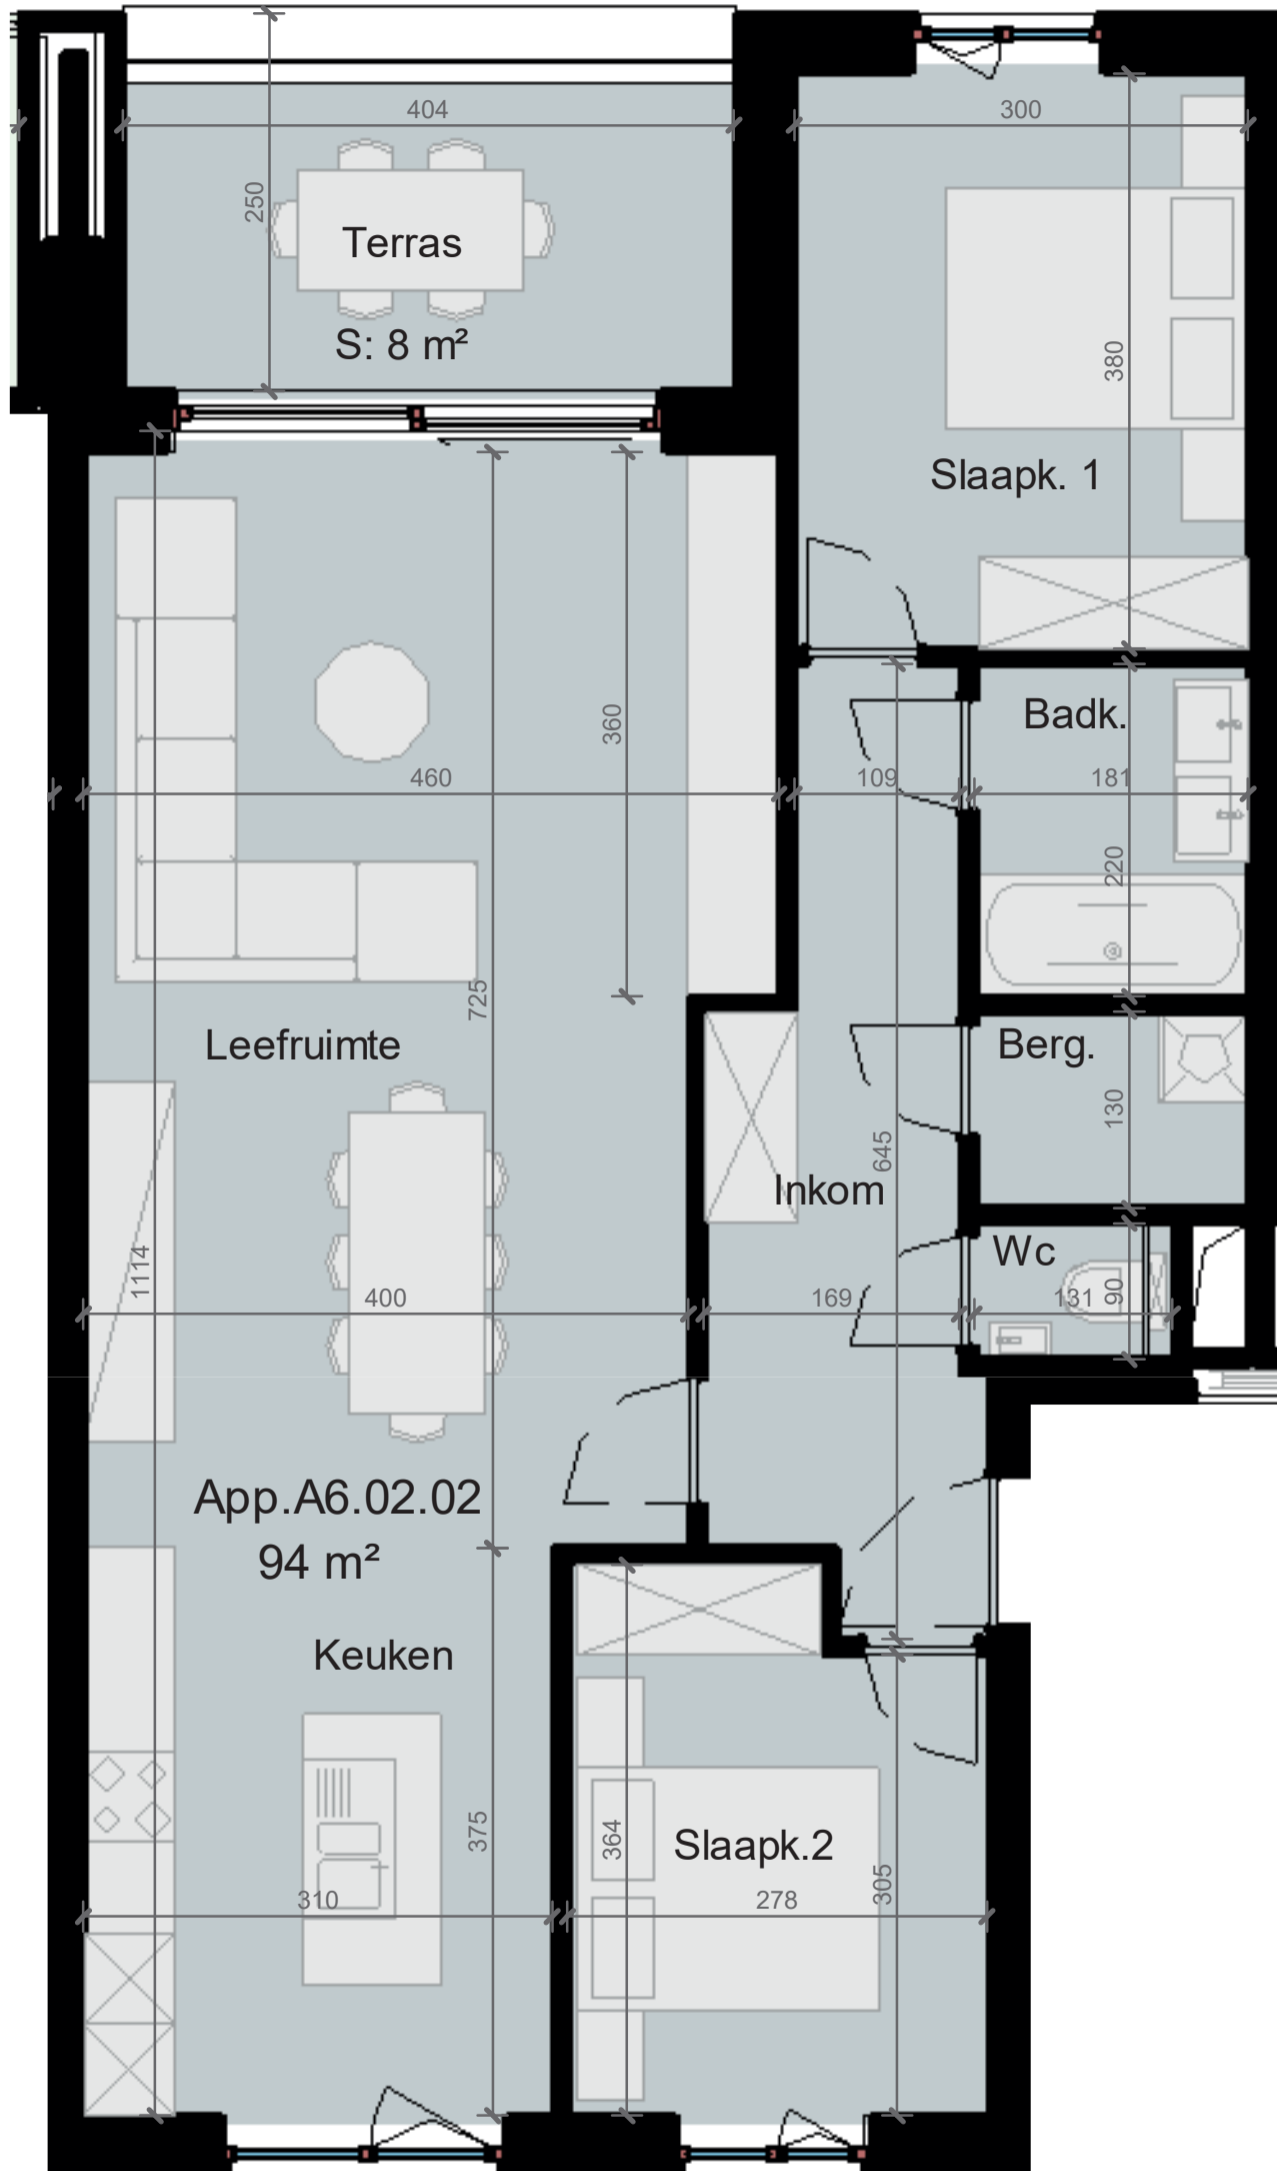 404
300
250
Terras
380
S: 8 m²
Slaapk. 1
360
Badk.
460
109
181
220
725
Leefruimte
Berg.
130
645
Inkom
Wc
1114
400
169
131
90
App.A6.02.02
94 m²
Keuken
375
364
Slaapk.2
305
310
278